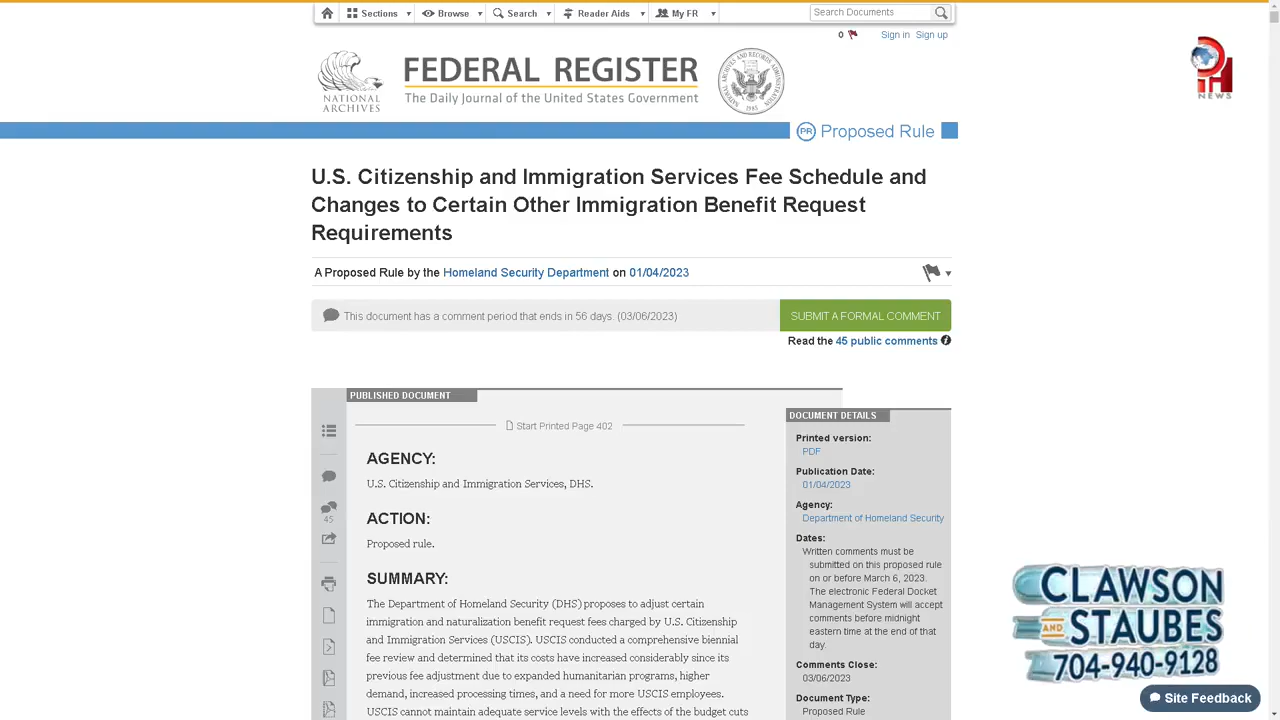 Sections
Browse
Search
Reader Aids
My FR
Search Documents
0
Sign in Sign up
NATIONAL
ARCHIVES
FEDERAL REGISTER
The Daily Journal of the United States Government
NEWS
PR Proposed Rule
U.S. Citizenship and Immigration Services Fee Schedule and
Changes to Certain Other Immigration Benefit Request
Requirements
A Proposed Rule by the Homeland Security Department on 01/04/2023
This document has a comment period that ends in 56 days. (03/06/2023)
SUBMIT A FORMAL COMMENT
Read the 45 public comments
PUBLISHED DOCUMENT
Start Printed Page 402
AGENCY:
U.S. Citizenship and Immigration Services, DHS.
ACTION:
Proposed rule.
SUMMARY:
The Department of Homeland Security (DHS) proposes to adjust certain
immigration and naturalization benefit request fees charged by U.S. Citizenship
and Immigration Services (USCIS). USCIS conducted a comprehensive biennial
fee review and determined that its costs have increased considerably since its
previous fee adjustment due to expanded humanitarian programs, higher
demand, increased processing times, and a need for more USCIS employees.
USCIS cannot maintain adequate service levels with the effects of the budget cuts
45
DOCUMENT DETAILS
Printed version:
PDF
Publication Date:
01/04/2023
Agency:
Department of Homeland Security
Dates:
Written comments must be
submitted on this proposed rule
on or before March 6, 2023.
The electronic Federal Docket
Management System will accept
comments before midnight
eastern time at the end of that
day.
Comments Close:
03/06/2023
Document Type:
Proposed Rule
CLAWSON
AND STAUBES
704-940-9128
Site Feedback